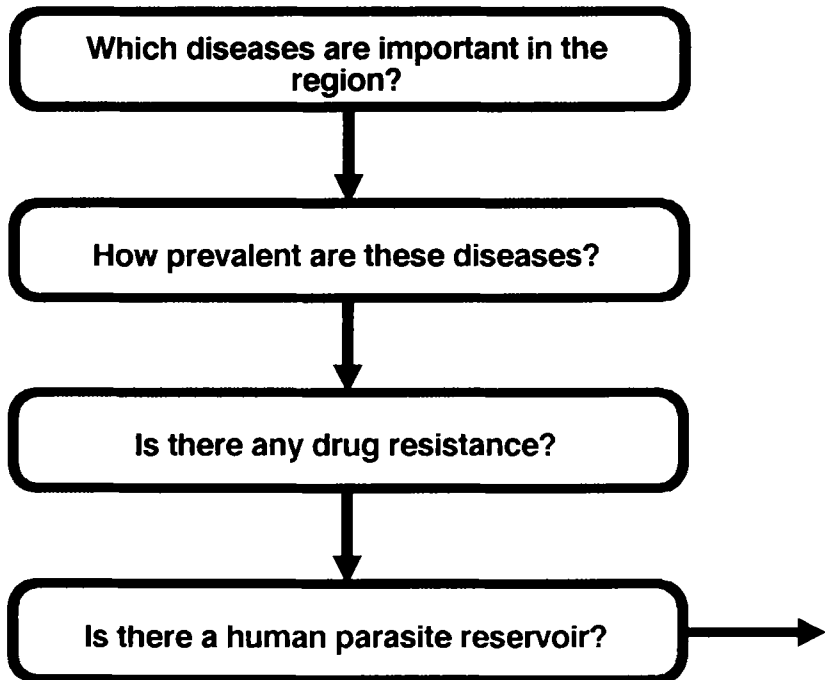 Which diseases are important in the
region?
How prevalent are these diseases?
Is there any drug resistance?
Is there a human parasite reservoir?